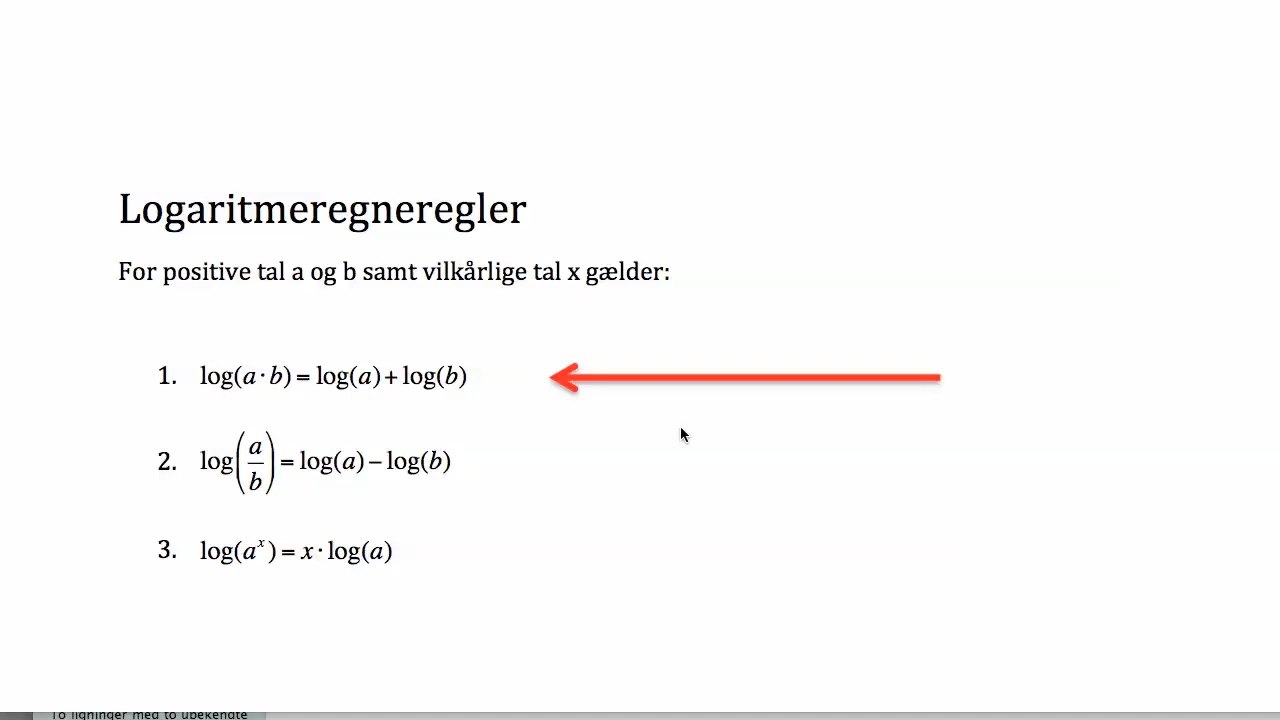 Logaritmeregneregler
For positive tal a og b samt vilkårlige tal x gælder:
1. log(a·b) = log(a) + log(b)
2. log(a/b) = log(a) − log(b)
3. log(aˣ) = x·log(a)
To ligninger med to ubekendte